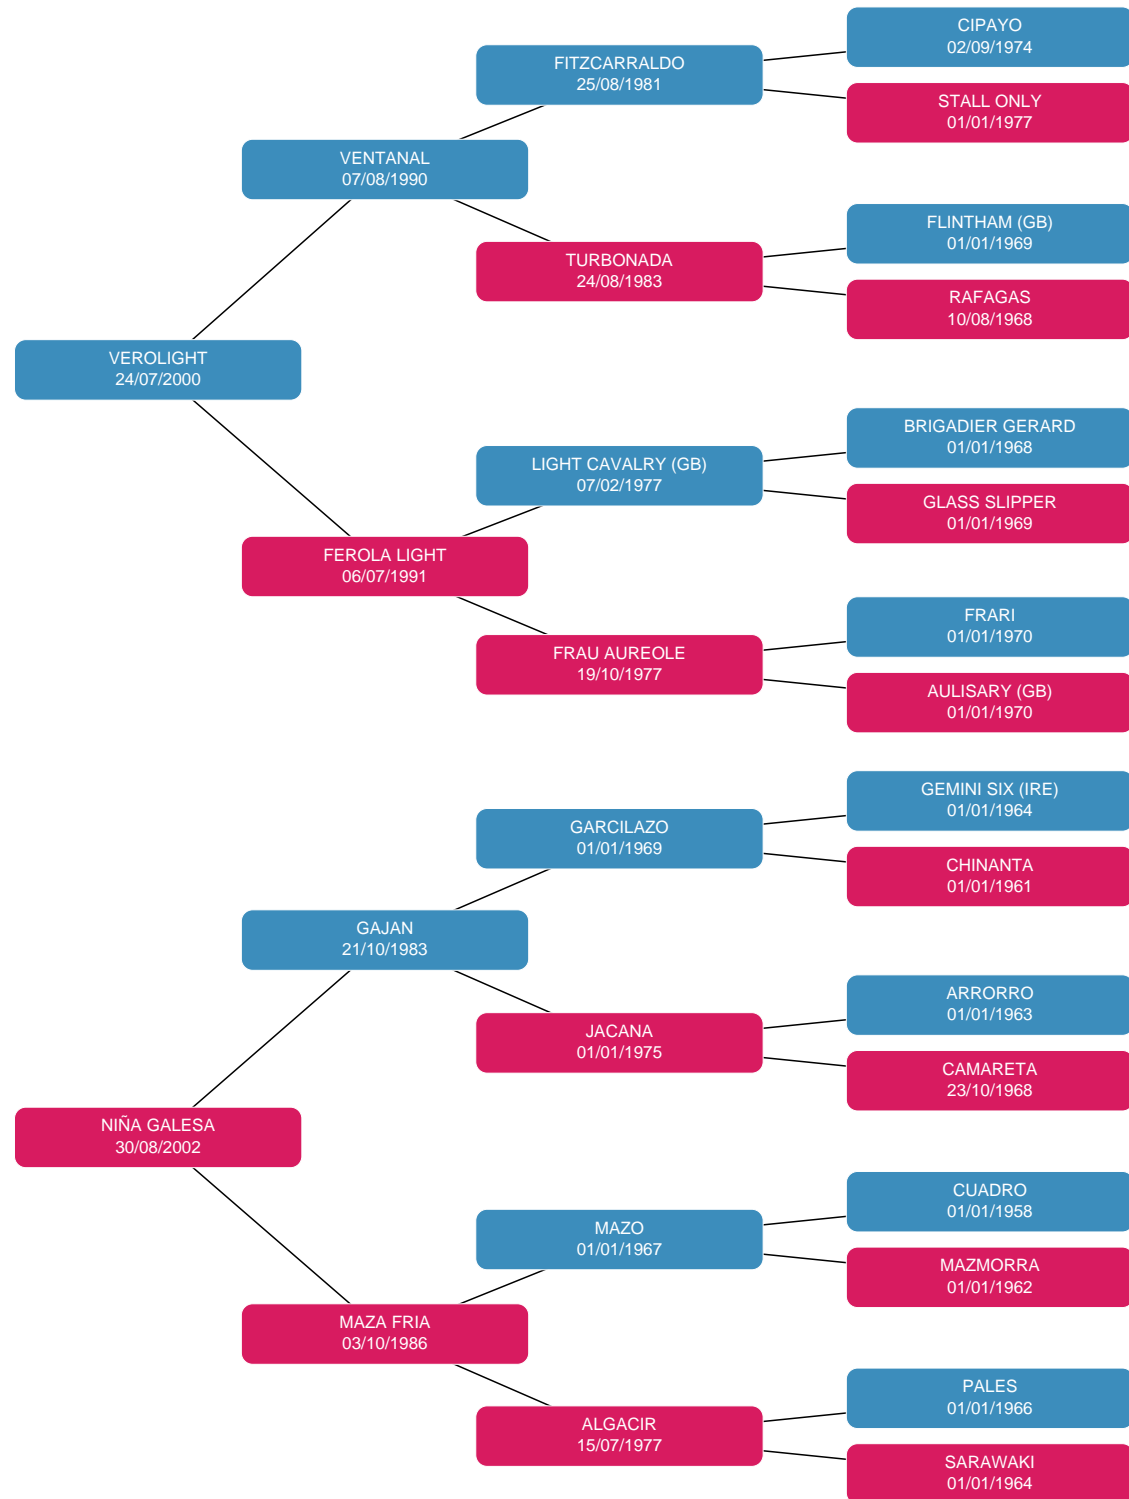 CIPAYO
02/09/1974
FITZCARRALDO
25/08/1981
STALL ONLY
01/01/1977
VENTANAL
07/08/1990
FLINTHAM (GB)
01/01/1969
TURBONADA
24/08/1983
RAFAGAS
10/08/1968
VEROLIGHT
24/07/2000
BRIGADIER GERARD
01/01/1968
LIGHT CAVALRY (GB)
07/02/1977
GLASS SLIPPER
01/01/1969
FEROLA LIGHT
06/07/1991
FRARI
01/01/1970
FRAU AUREOLE
19/10/1977
AULISARY (GB)
01/01/1970
GEMINI SIX (IRE)
01/01/1964
GARCILAZO
01/01/1969
CHINANTA
01/01/1961
GAJAN
21/10/1983
ARRORRO
01/01/1963
JACANA
01/01/1975
CAMARETA
23/10/1968
NIÑA GALESA
30/08/2002
CUADRO
01/01/1958
MAZO
01/01/1967
MAZMORRA
01/01/1962
MAZA FRIA
03/10/1986
PALES
01/01/1966
ALGACIR
15/07/1977
SARAWAKI
01/01/1964